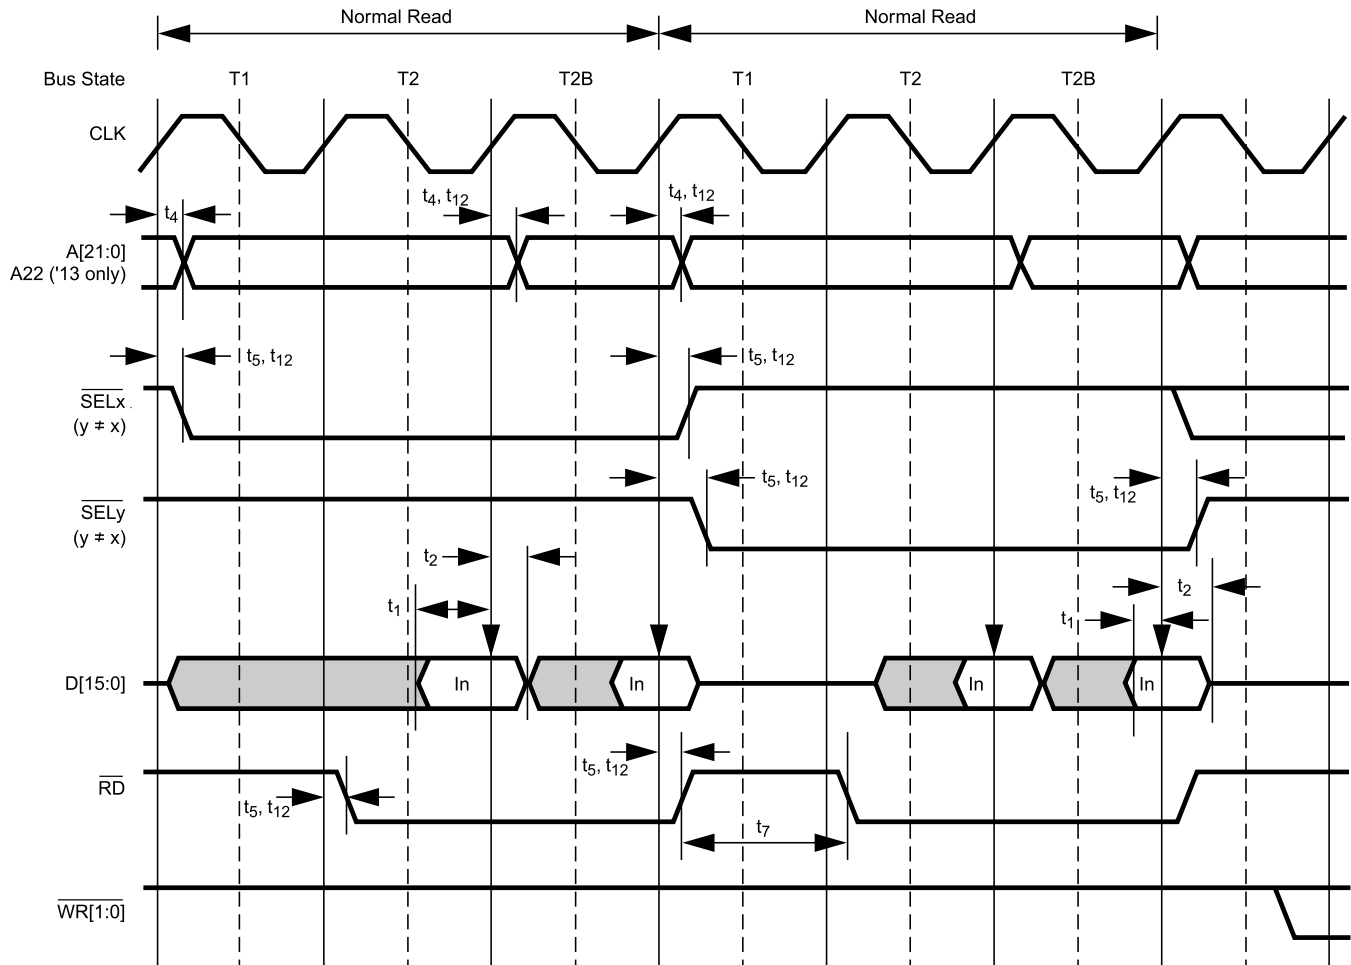 Normal Read Normal Read
Bus State T1 T2 T2B T1 T2 T2B
CLK
t4 t4, t12 t4, t12
A[21:0]
A22 ('13 only)
t5, t12 t5, t12
SELx
(y ≠ x)
t5, t12 t5, t12
SELy
(y ≠ x)
t2 t2
t1 t1
D[15:0] In In In In
t5, t12
RD
t5, t12
t7
WR[1:0]